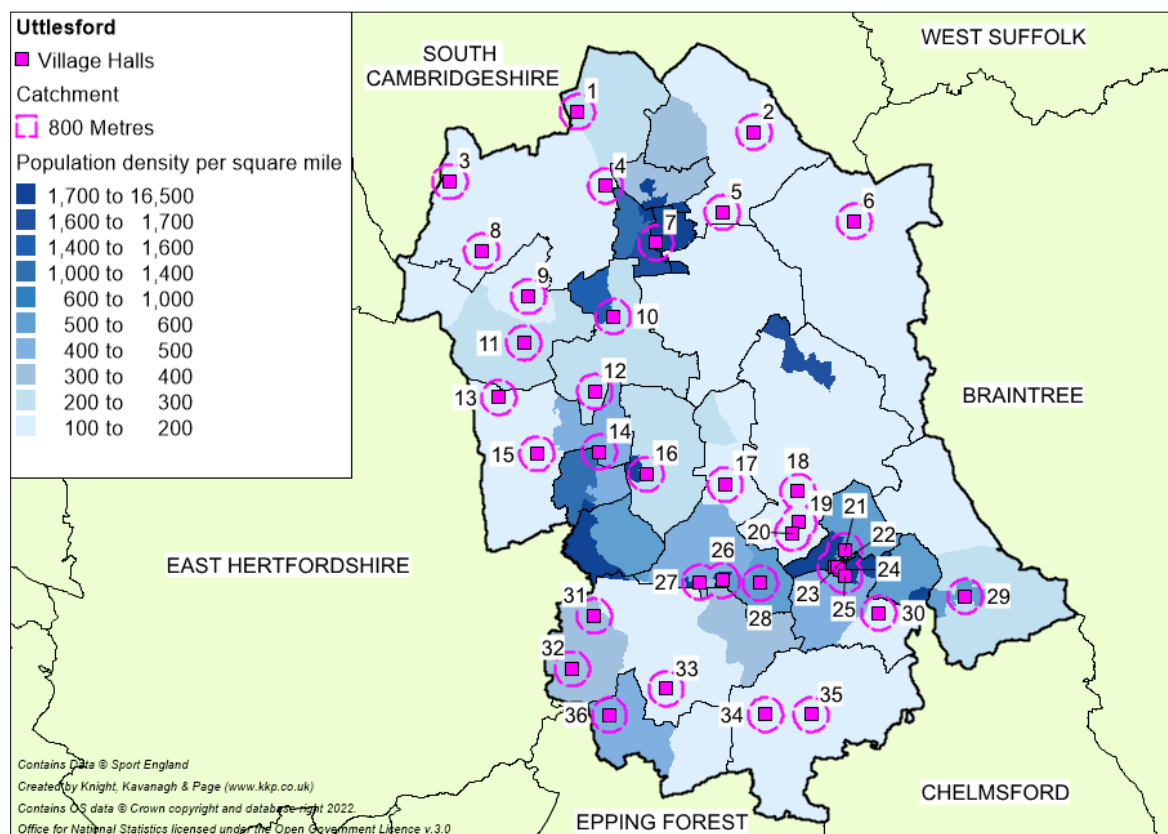 Uttlesford
Village Halls
Catchment
800 Metres
Population density per square mile
1,700 to 16,500
1,600 to 1,700
1,400 to 1,600
1,000 to 1,400
600 to 1,000
500 to 600
400 to 500
300 to 400
200 to 300
100 to 200
SOUTH
CAMBRIDGESHIRE
WEST SUFFOLK
1
2
3
4
5
6
7
8
9
10
11
12
13
BRAINTREE
14
15
16
17
18
19
20
21
22
EAST HERTFORDSHIRE
23
24
25
26
27
28
29
30
31
32
33
34
35
36
Contains Data © Sport England
Created by Knight, Kavanagh & Page (www.kkp.co.uk)
Contains OS data © Crown copyright and database right 2022.
Office for National Statistics licensed under the Open Government Licence v.3.0
CHELMSFORD
EPPING FOREST